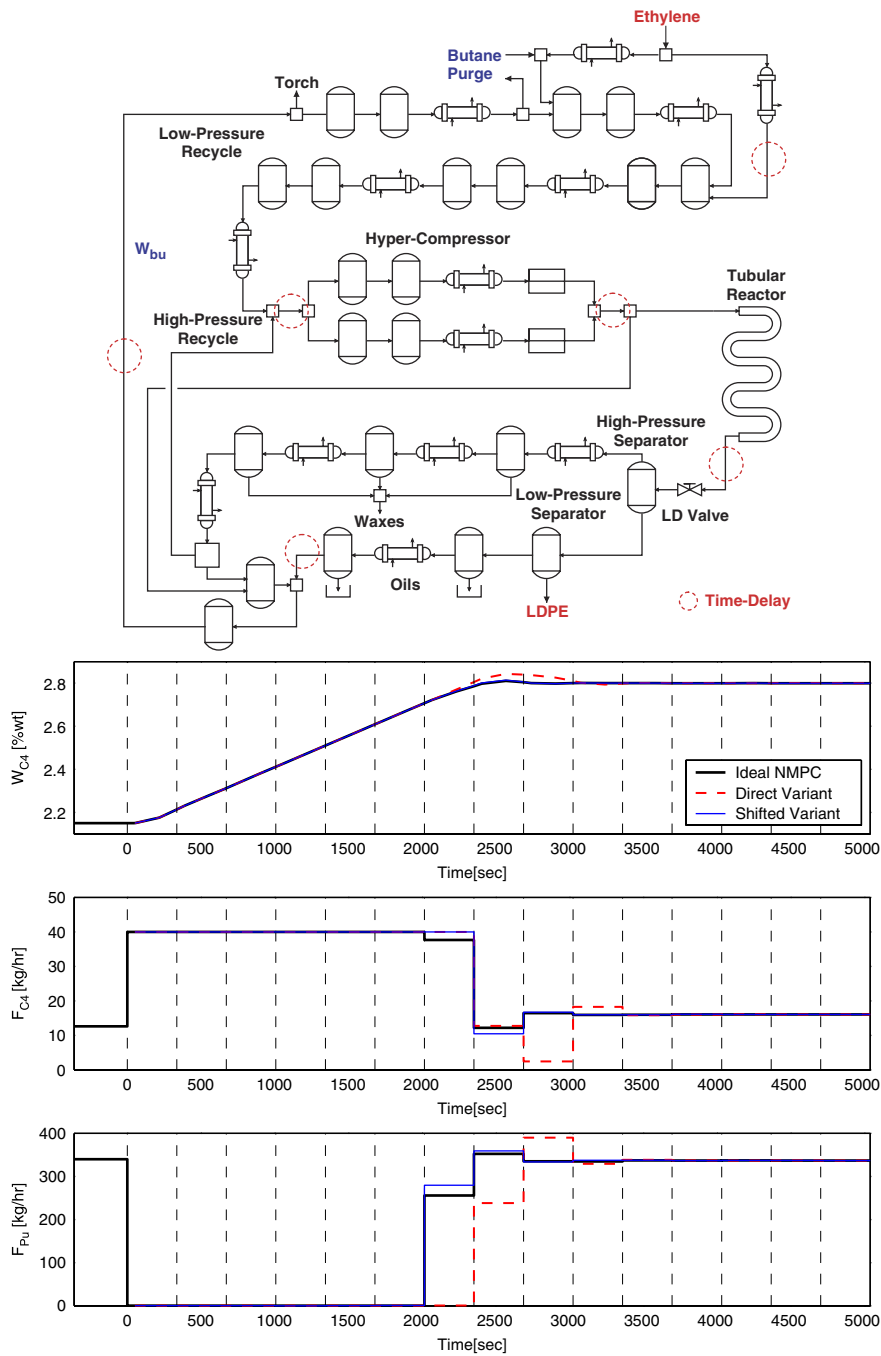 Ethylene
Butane
Purge
Torch
Low-Pressure
Recycle
W_bu
Hyper-Compressor
Tubular
Reactor
High-Pressure
Recycle
High-Pressure
Separator
Low-Pressure
Separator
LD Valve
Waxes
Oils
LDPE
Time-Delay
W_C4 [%wt]
2.8
2.6
2.4
2.2
Ideal NMPC
Direct Variant
Shifted Variant
0 500 1000 1500 2000 2500 3000 3500 4000 4500 5000
Time[sec]
F_C4 [kg/hr]
50
40
30
20
10
0
0 500 1000 1500 2000 2500 3000 3500 4000 4500 5000
Time[sec]
F_Pu [kg/hr]
400
300
200
100
0
0 500 1000 1500 2000 2500 3000 3500 4000 4500 5000
Time[sec]